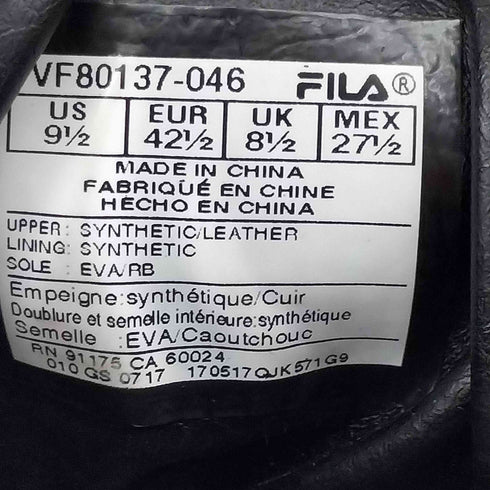 VF80137-046 FILA®
US EUR UK MEX
9½ 42½ 8½ 27½
MADE IN CHINA
FABRIQUÉ EN CHINE
HECHO EN CHINA
UPPER: SYNTHETIC/LEATHER
LINING: SYNTHETIC
SOLE : EVA/RB
Empeigne:synthétique/Cuir
Doublure et semelle intérieure:synthétique
Semelle :EVA/Caoutchouc
RN 91175 CA 60024
010 GS 0717 170517QJK571G9